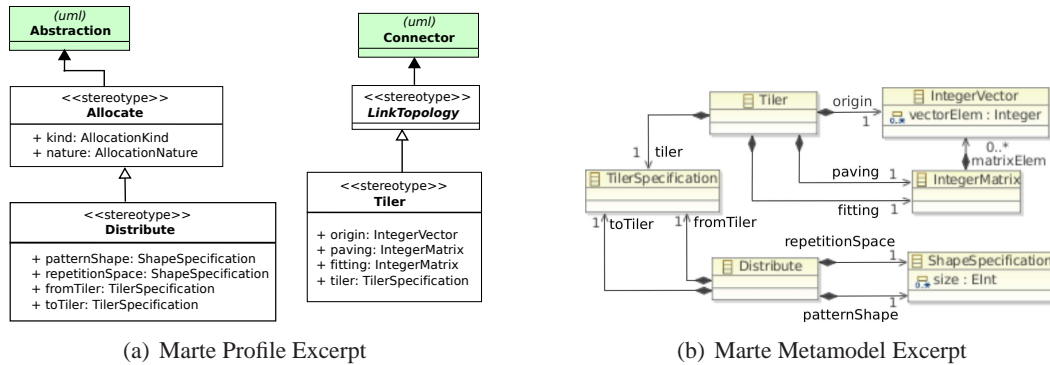 (uml)
Abstraction
<<stereotype>>
Allocate
+ kind: AllocationKind
+ nature: AllocationNature
<<stereotype>>
Distribute
+ patternShape: ShapeSpecification
+ repetitionSpace: ShapeSpecification
+ fromTiler: TilerSpecification
+ toTiler: TilerSpecification
(uml)
Connector
<<stereotype>>
LinkTopology
<<stereotype>>
Tiler
+ origin: IntegerVector
+ paving: IntegerMatrix
+ fitting: IntegerMatrix
+ tiler: TilerSpecification
(a) Marte Profile Excerpt
Tiler
origin
1
IntegerVector
0..* vectorElem : Integer
1
tiler
0..*
matrixElem
TilerSpecification
paving
1
IntegerMatrix
fitting
1
1
toTiler
1
fromTiler
repetitionSpace
1
Distribute
ShapeSpecification
0..* size : EInt
1
patternShape
(b) Marte Metamodel Excerpt